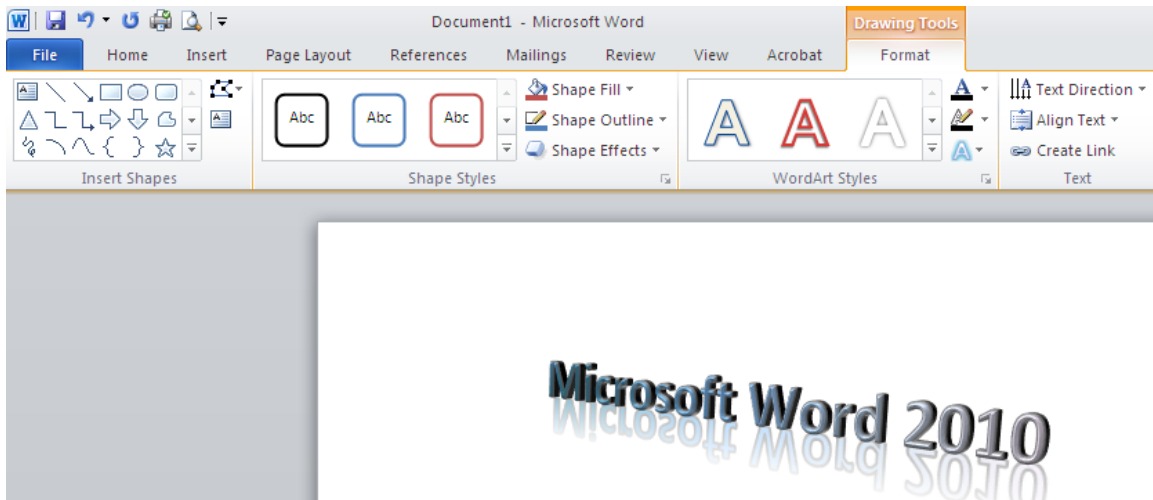 Document1 - Microsoft Word
Drawing Tools
File Home Insert Page Layout References Mailings Review View Acrobat Format
Abc Abc Abc
Shape Fill
Shape Outline
Shape Effects
A A A
A
A
Text Direction
Align Text
Create Link
Insert Shapes
Shape Styles
WordArt Styles
Text
Microsoft Word 2010